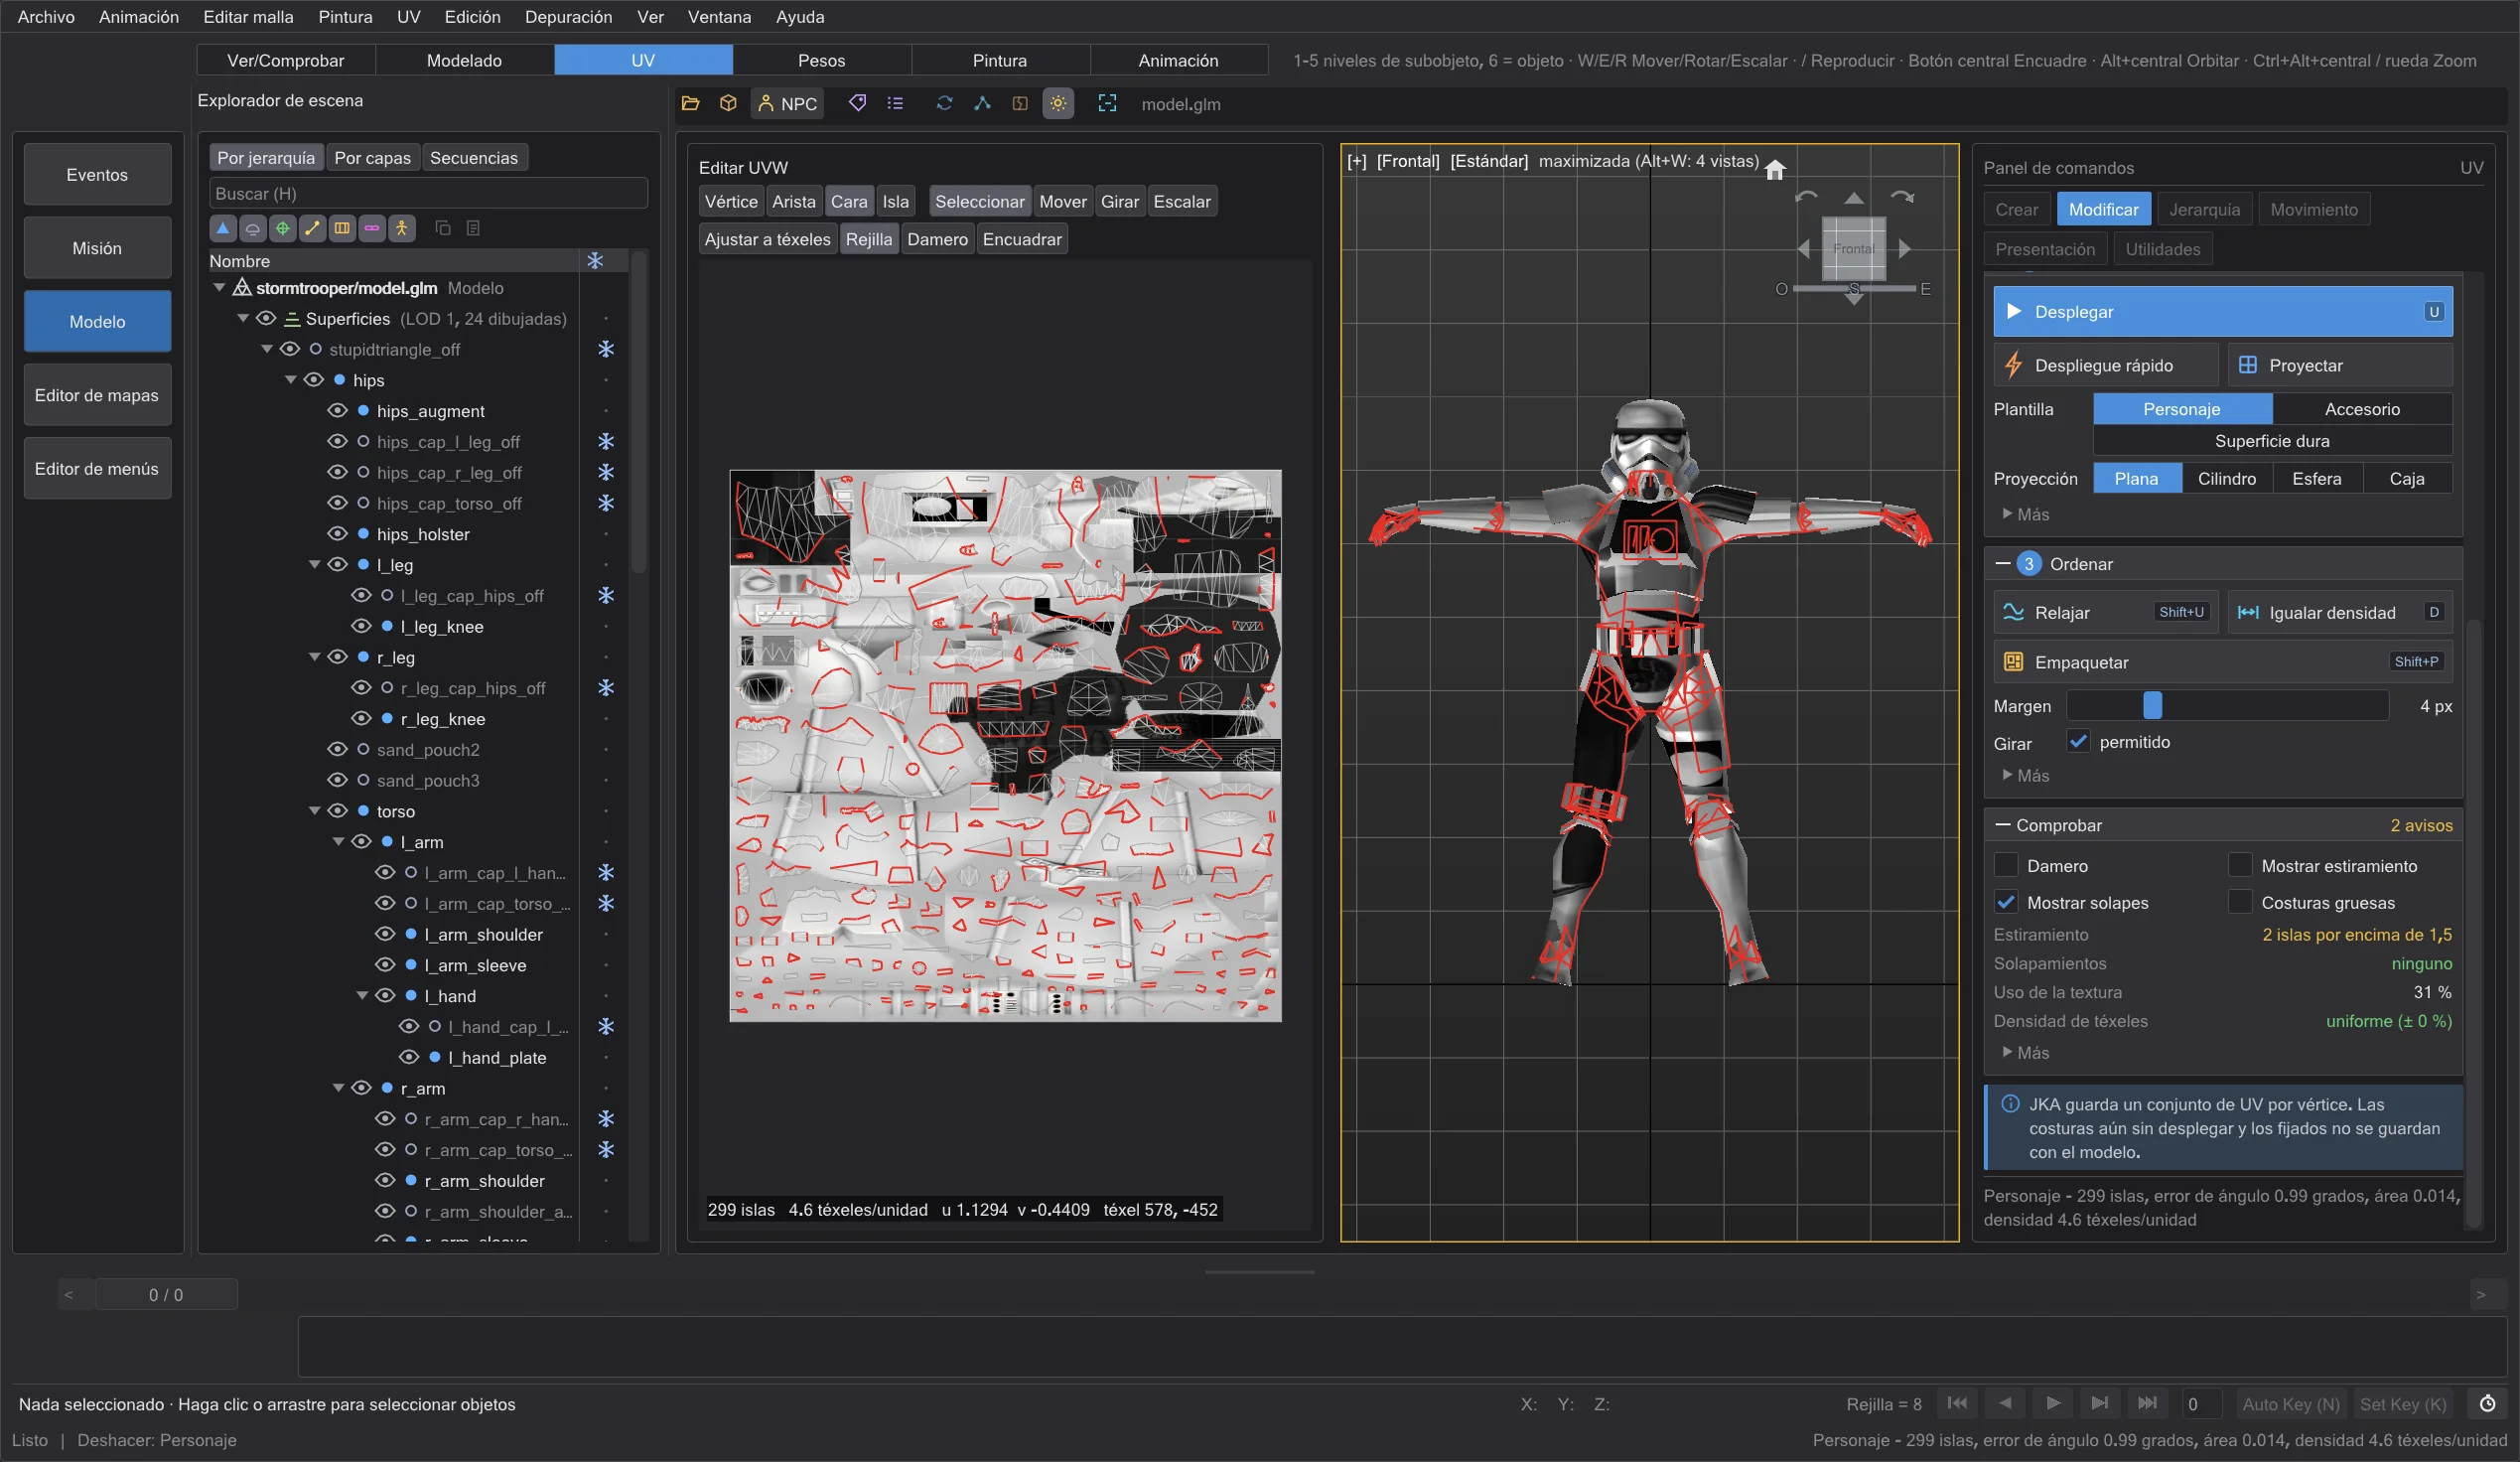 Archivo Animación Editar malla Pintura UV Edición Depuración Ver Ventana Ayuda
Ver/Comprobar Modelado UV Pesos Pintura Animación 1-5 niveles de subobjeto, 6 = objeto · W/E/R Mover/Rotar/Escalar · / Reproducir · Botón central Encuadre · Alt+central Orbitar · Ctrl+Alt+central / rueda Zoom
Explorador de escena
NPC model.glm
Eventos
Misión
Modelo
Editor de mapas
Editor de menús
Por jerarquía Por capas Secuencias
Buscar (H)
Nombre
stormtrooper/model.glm Modelo
Superficies (LOD 1, 24 dibujadas)
stupidtriangle_off
hips
hips_augment
hips_cap_l_leg_off
hips_cap_r_leg_off
hips_cap_torso_off
hips_holster
l_leg
l_leg_cap_hips_off
l_leg_knee
r_leg
r_leg_cap_hips_off
r_leg_knee
sand_pouch2
sand_pouch3
torso
l_arm
l_arm_cap_l_han...
l_arm_cap_torso_...
l_arm_shoulder
l_arm_sleeve
l_hand
l_hand_cap_l_...
l_hand_plate
r_arm
r_arm_cap_r_han...
r_arm_cap_torso_...
r_arm_shoulder
r_arm_shoulder_a...
r_arm_sleeve
Editar UVW
Vértice Arista Cara Isla Seleccionar Mover Girar Escalar
Ajustar a téxeles Rejilla Damero Encuadrar
299 islas 4.6 téxeles/unidad u 1.1294 v -0.4409 téxel 578, -452
[+] [Frontal] [Estándar] maximizada (Alt+W: 4 vistas)
Frontal
O S E
Panel de comandos UV
Crear Modificar Jerarquía Movimiento
Presentación Utilidades
Desplegar U
Despliegue rápido Proyectar
Plantilla Personaje Accesorio
Superficie dura
Proyección Plana Cilindro Esfera Caja
Más
3 Ordenar
Relajar Shift+U Igualar densidad D
Empaquetar Shift+P
Margen 4 px
Girar permitido
Más
Comprobar 2 avisos
Damero Mostrar estiramiento
Mostrar solapes Costuras gruesas
Estiramiento 2 islas por encima de 1,5
Solapamientos ninguno
Uso de la textura 31 %
Densidad de téxeles uniforme (± 0 %)
Más
JKA guarda un conjunto de UV por vértice. Las
costuras aún sin desplegar y los fijados no se guardan
con el modelo.
Personaje - 299 islas, error de ángulo 0.99 grados, área 0.014,
densidad 4.6 téxeles/unidad
< 0 / 0 >
Nada seleccionado · Haga clic o arrastre para seleccionar objetos X: Y: Z: Rejilla = 8 0 Auto Key (N) Set Key (K)
Listo | Deshacer: Personaje Personaje - 299 islas, error de ángulo 0.99 grados, área 0.014, densidad 4.6 téxeles/unidad